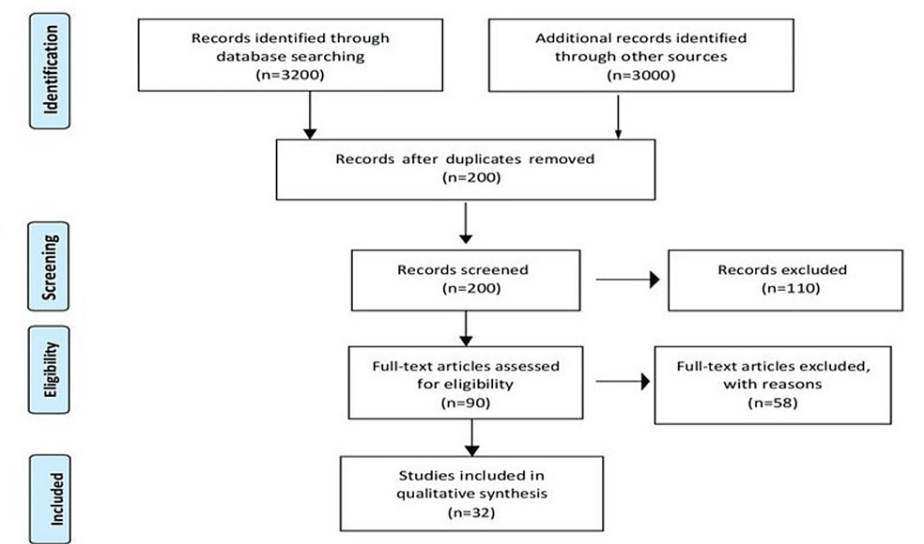 Identification
Records identified through
database searching
(n=3200)
Additional records identified
through other sources
(n=3000)
Records after duplicates removed
(n=200)
Screening
Records screened
(n=200)
Records excluded
(n=110)
Eligibility
Full-text articles assessed
for eligibility
(n=90)
Full-text articles excluded,
with reasons
(n=58)
Included
Studies included in
qualitative synthesis
(n=32)